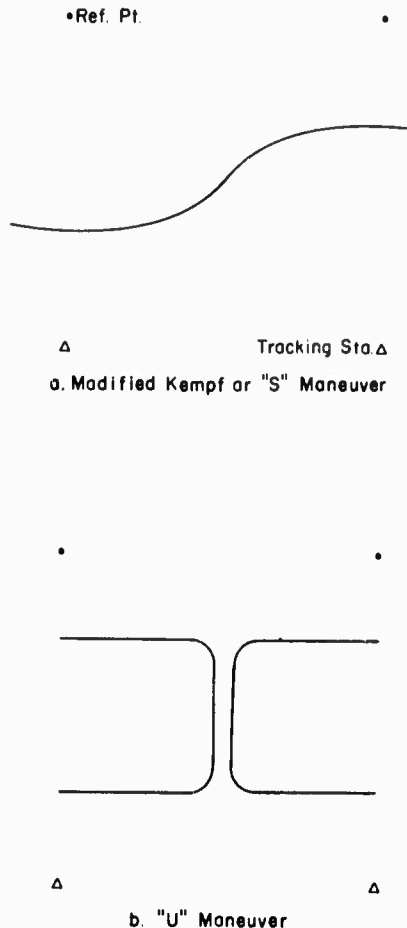 Ref. Pt.
Tracking Sta.
a. Modified Kempf or "S" Maneuver
b. "U" Maneuver